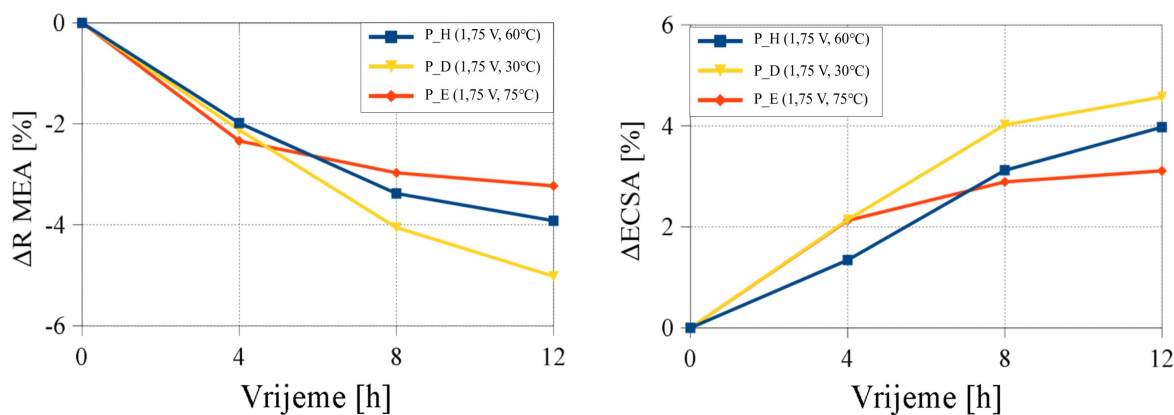 0
-2
-4
-6
ΔR MEA [%]
P_H (1,75 V, 60°C)
P_D (1,75 V, 30°C)
P_E (1,75 V, 75°C)
0
4
8
12
Vrijeme [h]
6
4
2
0
ΔECSA [%]
P_H (1,75 V, 60°C)
P_D (1,75 V, 30°C)
P_E (1,75 V, 75°C)
0
4
8
12
Vrijeme [h]